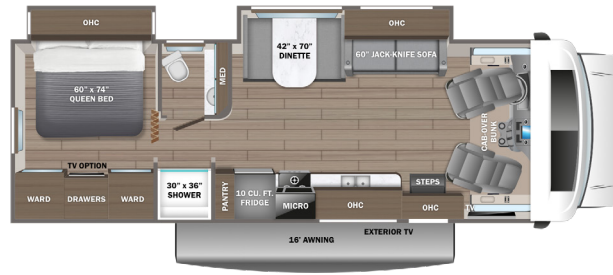 OHC
60" x 74"
QUEEN BED
MED
42" x 70"
DINETTE
OHC
60" JACK-KNIFE SOFA
CAB-OVER
BUNK
TV OPTION
WARD
DRAWERS
WARD
30" x 36"
SHOWER
PANTRY
10 CU. FT.
FRIDGE
MICRO
OHC
STEPS
OHC
TV
EXTERIOR TV
16' AWNING